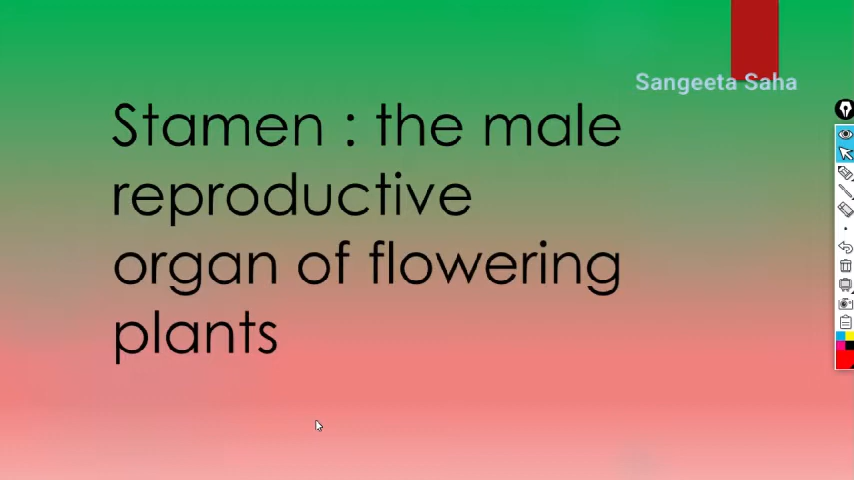 Sangeeta Saha
Stamen : the male
reproductive
organ of flowering
plants